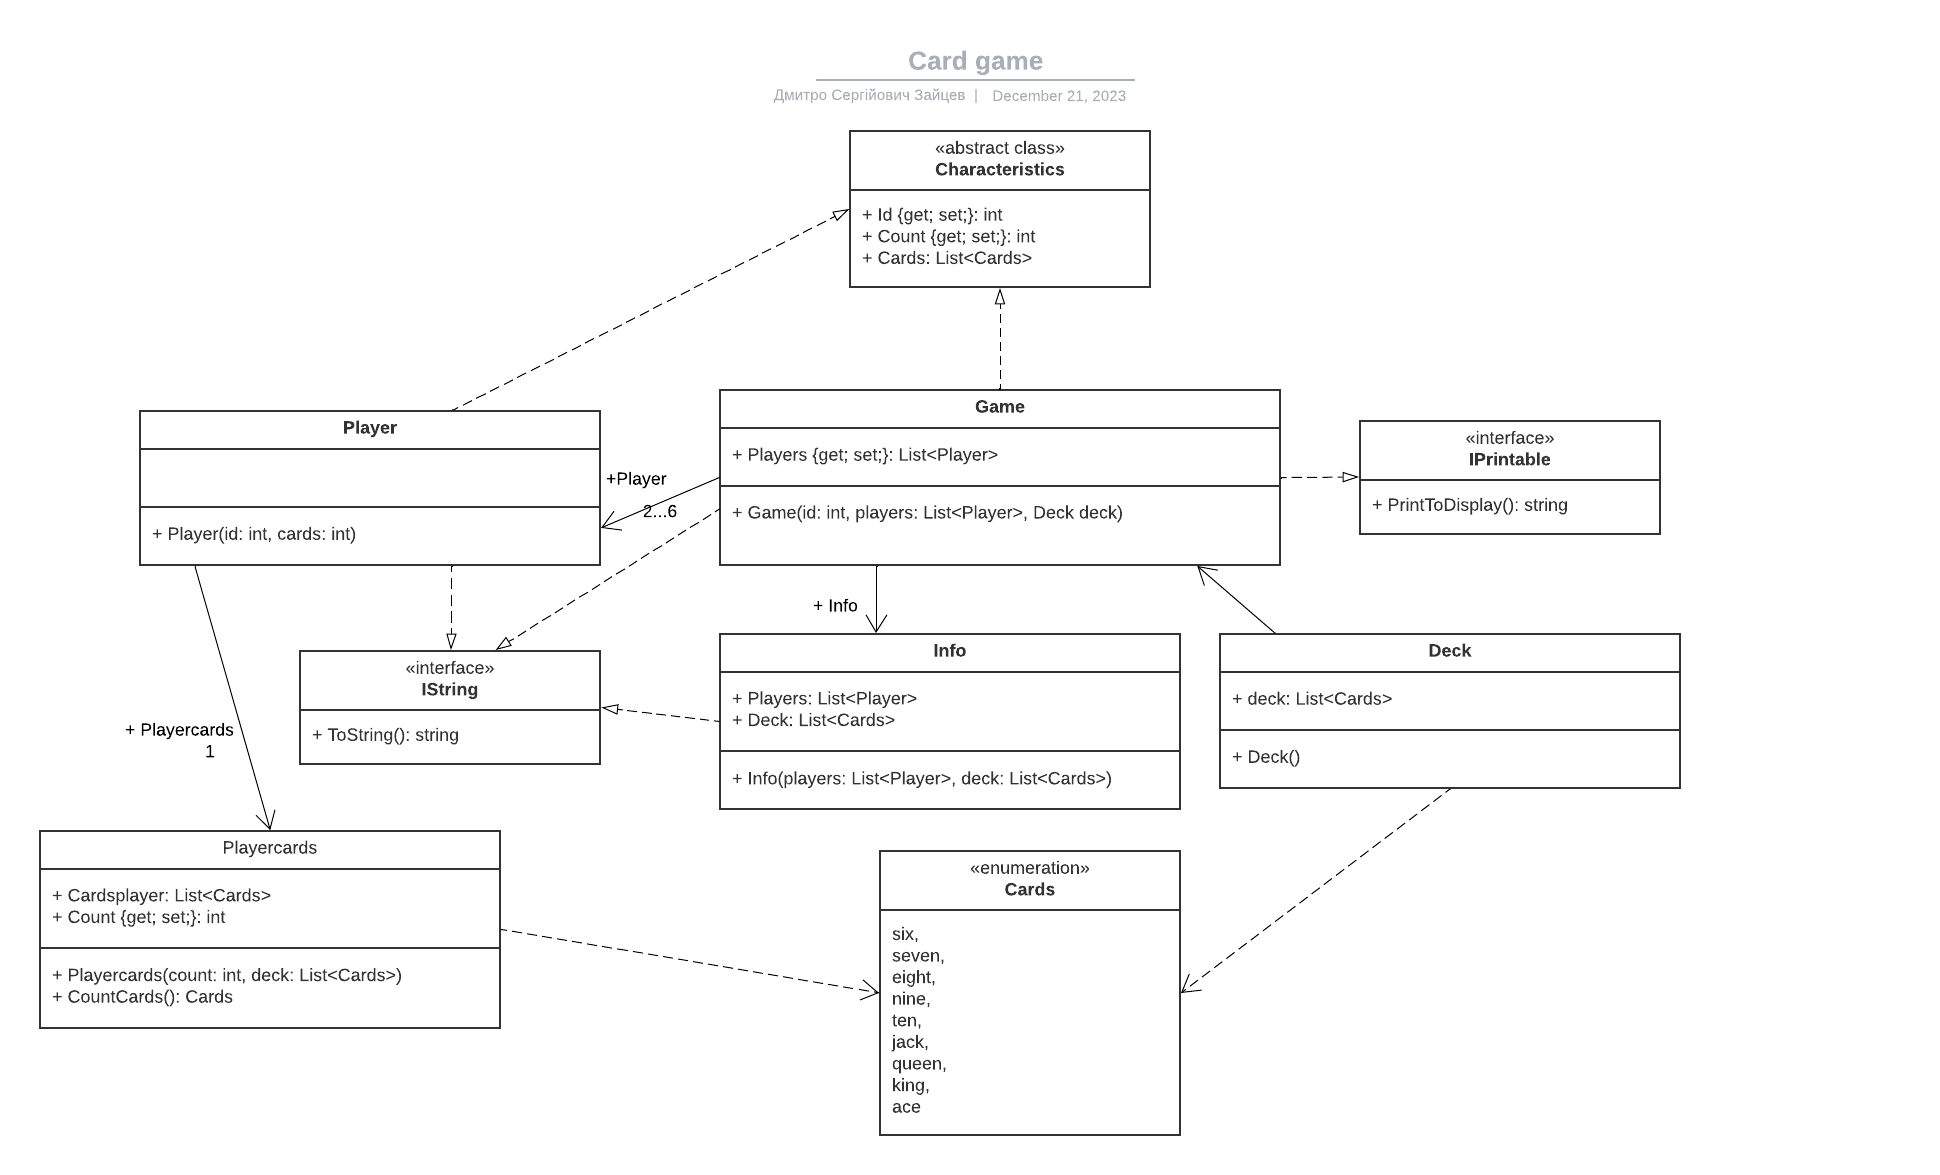 Card game
Дмитро Сергійович Зайцев | December 21, 2023
«abstract class»
Characteristics
+ Id {get; set;}: int
+ Count {get; set;}: int
+ Cards: List<Cards>
Player
+ Player(id: int, cards: int)
+Player
2...6
Game
+ Players {get; set;}: List<Player>
+ Game(id: int, players: List<Player>, Deck deck)
«interface»
IPrintable
+ PrintToDisplay(): string
+ Info
«interface»
IString
+ ToString(): string
Info
+ Players: List<Player>
+ Deck: List<Cards>
+ Info(players: List<Player>, deck: List<Cards>)
Deck
+ deck: List<Cards>
+ Deck()
+ Playercards
1
Playercards
+ Cardsplayer: List<Cards>
+ Count {get; set;}: int
+ Playercards(count: int, deck: List<Cards>)
+ CountCards(): Cards
«enumeration»
Cards
six,
seven,
eight,
nine,
ten,
jack,
queen,
king,
ace